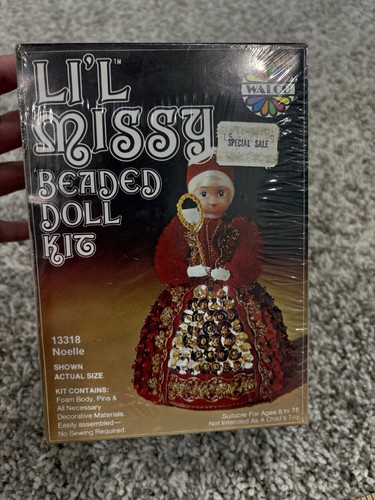 LI'L™
MISSY
BEADED
DOLL
KIT
WALCO
SPECIAL SALE
13318
Noelle
SHOWN
ACTUAL SIZE
KIT CONTAINS:
Foam Body, Pins &
All Necessary
Decorative Materials
Easily assembled—
No Sewing Required
Suitable For Ages 8 to 78
Not Intended As A Child's Toy